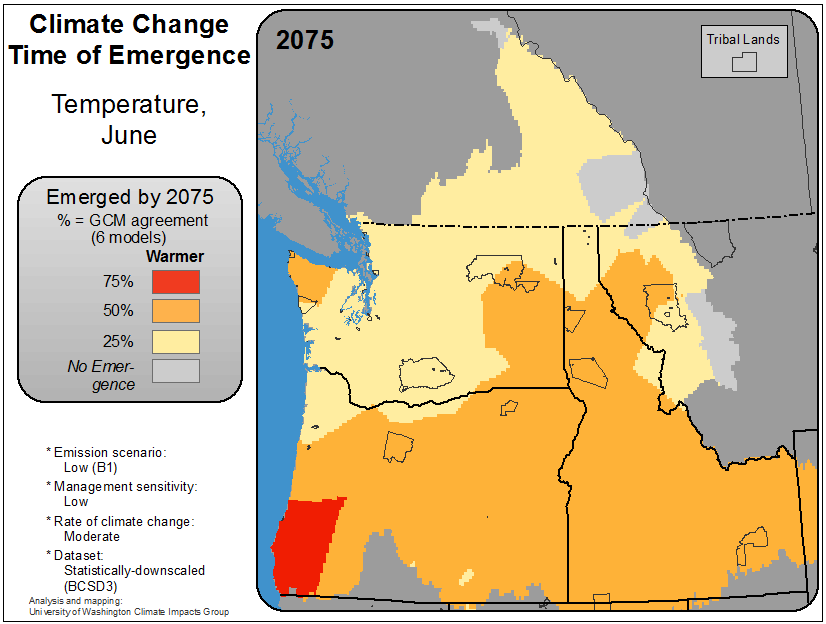 Climate Change
Time of Emergence
Temperature,
June
Emerged by 2075
% = GCM agreement
(6 models)
Warmer
75%
50%
25%
No Emer-
gence
* Emission scenario:
Low (B1)
* Management sensitivity:
Low
* Rate of climate change:
Moderate
* Dataset:
Statistically-downscaled
(BCSD3)
Analysis and mapping:
University of Washington Climate Impacts Group
2075
Tribal Lands